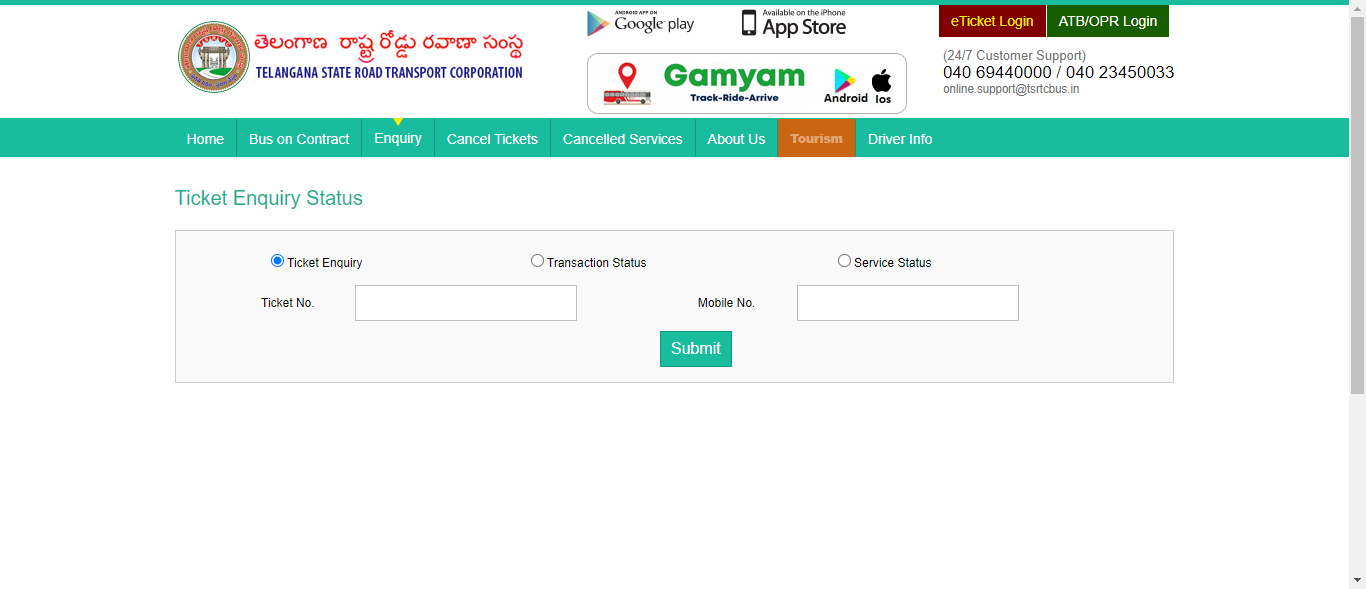 తెలంగాణ రాష్ట్ర రోడ్డు రవాణా సంస్థ
TELANGANA STATE ROAD TRANSPORT CORPORATION
ANDROID APP ON
Google play
Available on the iPhone
App Store
Gamyam
Track-Ride-Arrive
Android Ios
eTicket Login ATB/OPR Login
(24/7 Customer Support)
040 69440000 / 040 23450033
online.support@tsrtcbus.in
Home Bus on Contract Enquiry Cancel Tickets Cancelled Services About Us Tourism Driver Info
Ticket Enquiry Status
Ticket Enquiry Transaction Status Service Status
Ticket No. Mobile No.
Submit